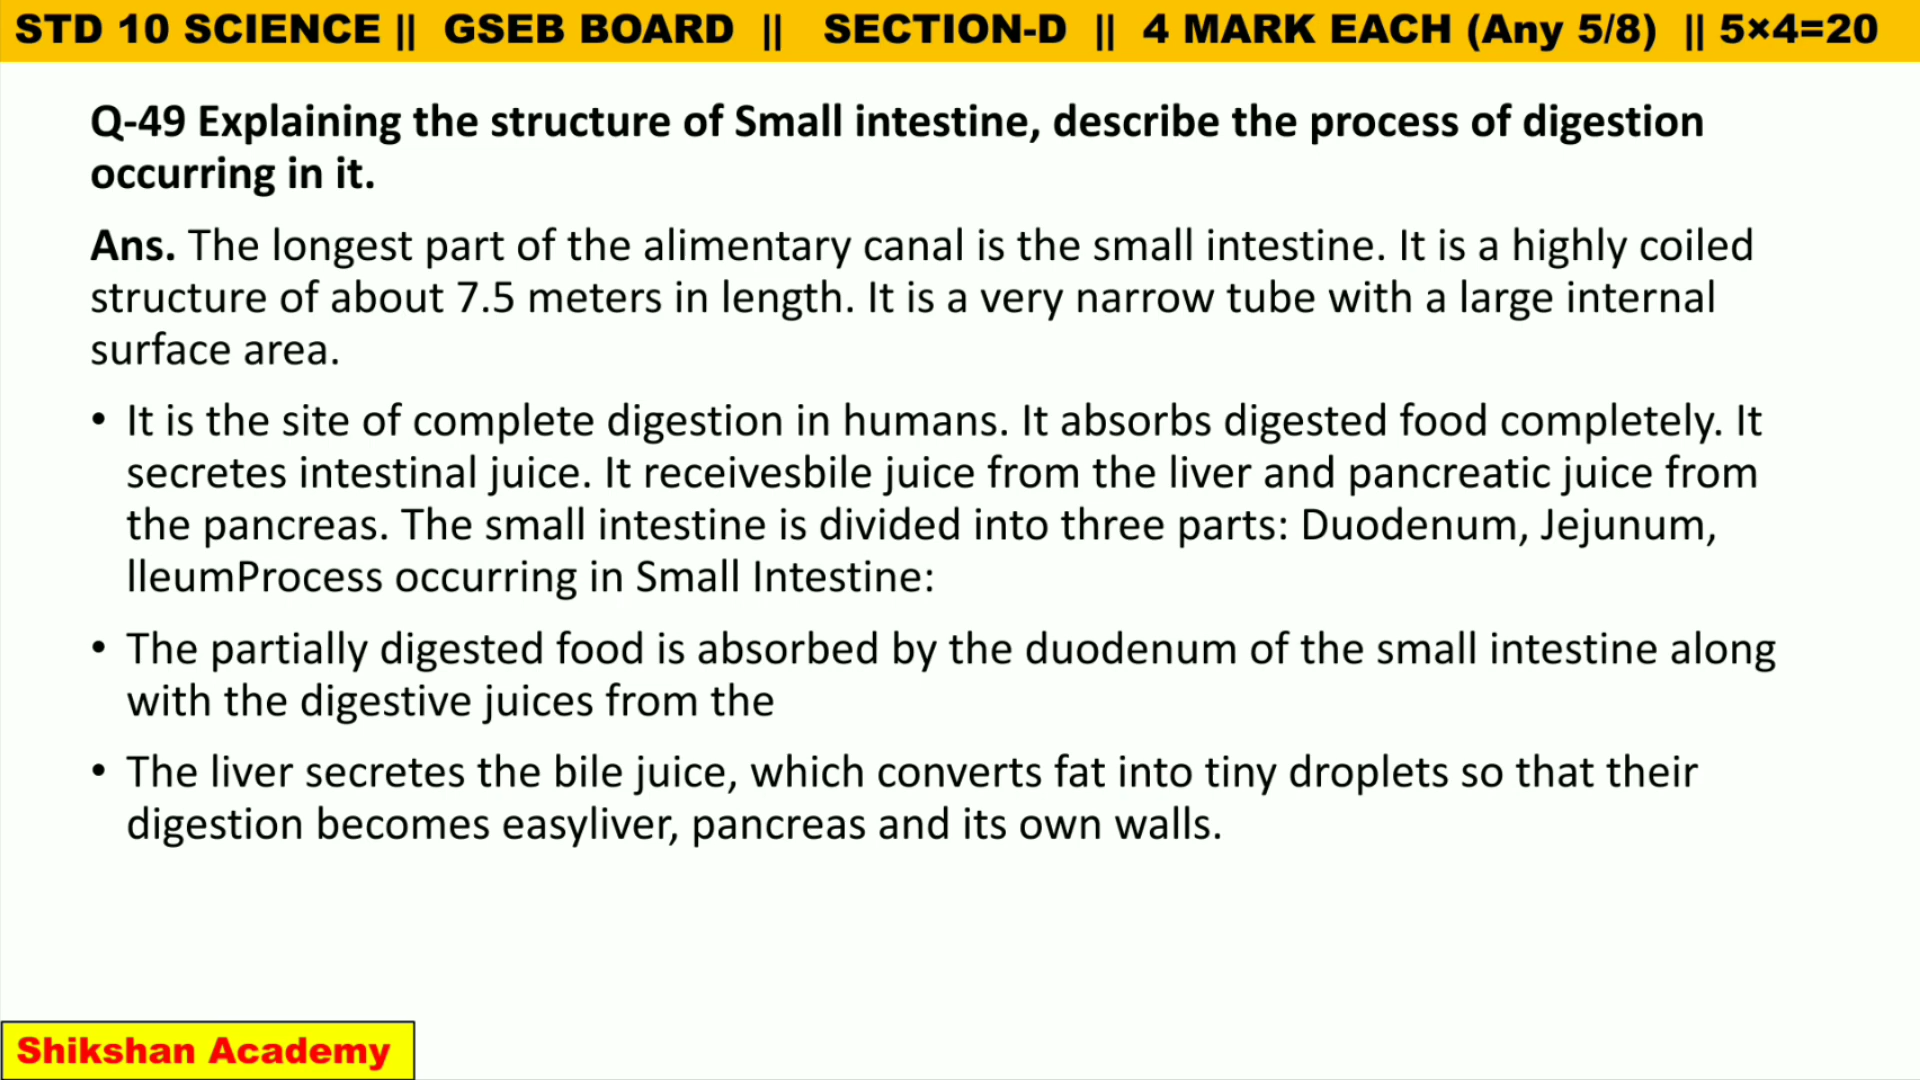 STD 10 SCIENCE || GSEB BOARD || SECTION-D || 4 MARK EACH (Any 5/8) || 5×4=20
Q-49 Explaining the structure of Small intestine, describe the process of digestion
occurring in it.
Ans. The longest part of the alimentary canal is the small intestine. It is a highly coiled
structure of about 7.5 meters in length. It is a very narrow tube with a large internal
surface area.
• It is the site of complete digestion in humans. It absorbs digested food completely. It
secretes intestinal juice. It receivesbile juice from the liver and pancreatic juice from
the pancreas. The small intestine is divided into three parts: Duodenum, Jejunum,
lleumProcess occurring in Small Intestine:
• The partially digested food is absorbed by the duodenum of the small intestine along
with the digestive juices from the
• The liver secretes the bile juice, which converts fat into tiny droplets so that their
digestion becomes easyliver, pancreas and its own walls.
Shikshan Academy